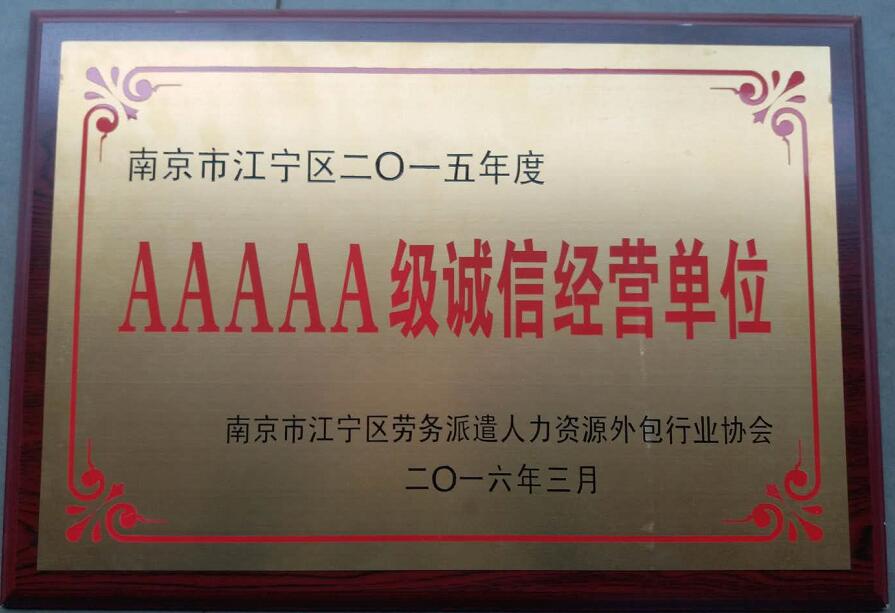 南京市江宁区二〇一五年度
AAAAA级诚信经营单位
南京市江宁区劳务派遣人力资源外包行业协会
二〇一六年三月